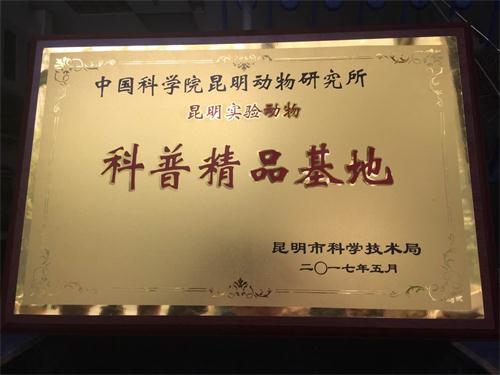 中国科学院昆明动物研究所
昆明实验动物
科普精品基地
昆明市科学技术局
二〇一七年五月